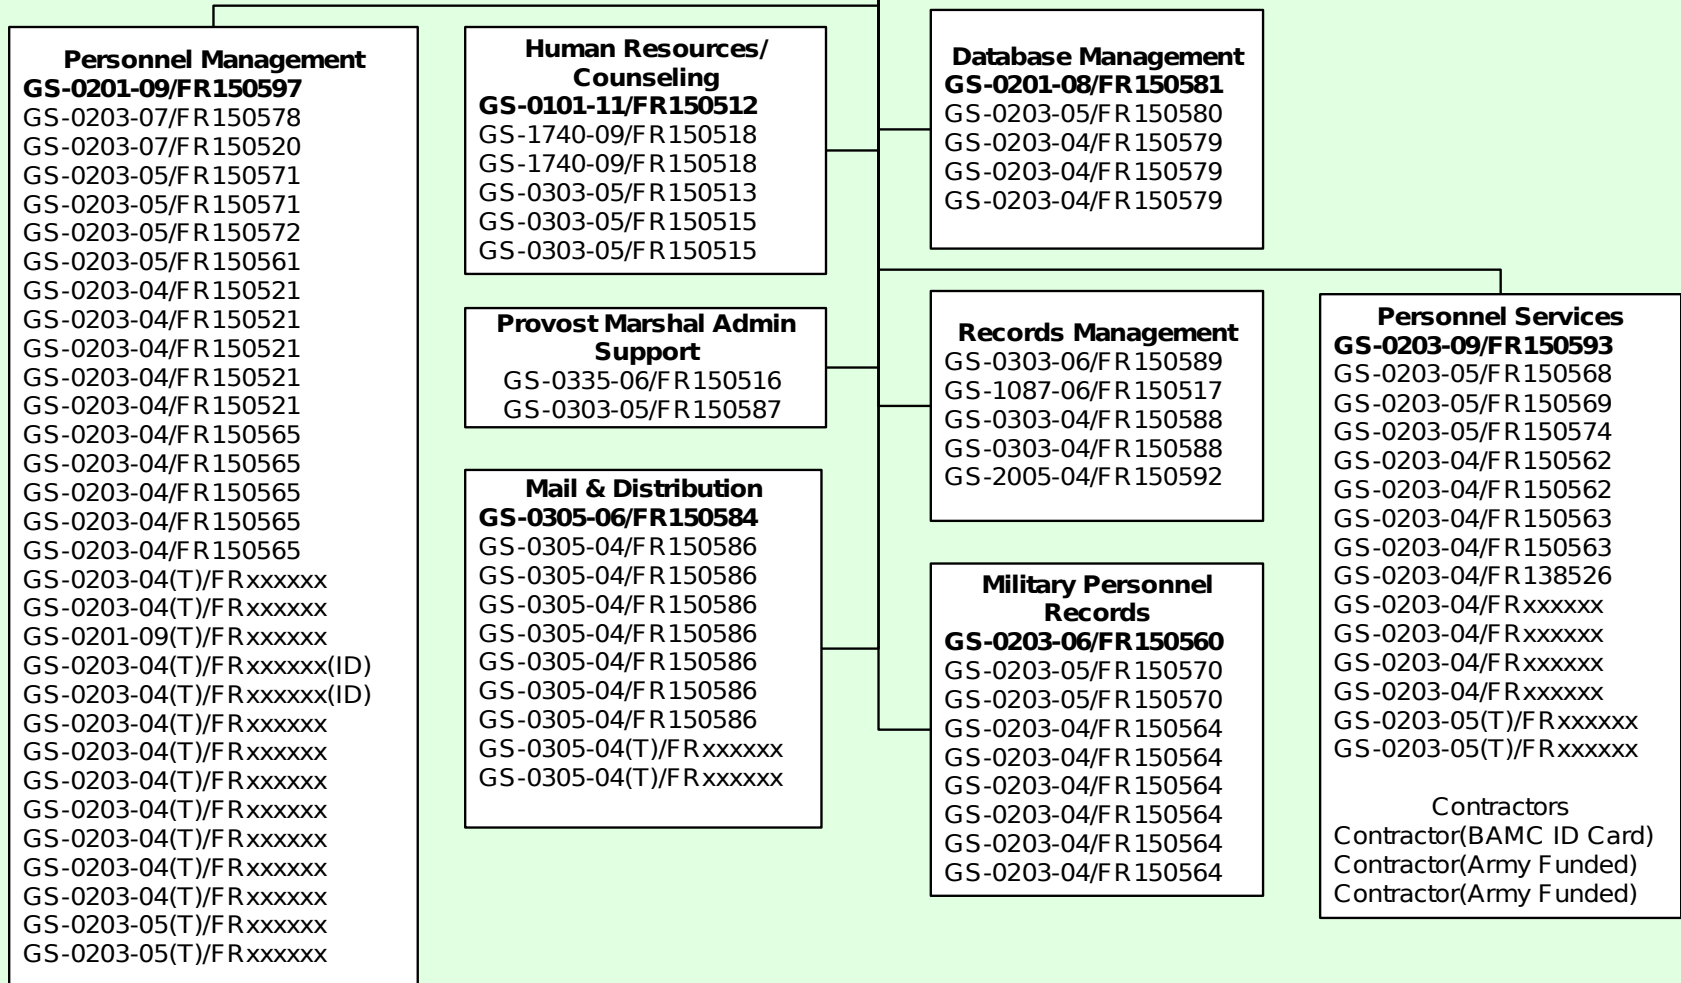 Personnel Management
GS-0201-09/FR150597
GS-0203-07/FR150578
GS-0203-07/FR150520
GS-0203-05/FR150571
GS-0203-05/FR150571
GS-0203-05/FR150572
GS-0203-05/FR150561
GS-0203-04/FR150521
GS-0203-04/FR150521
GS-0203-04/FR150521
GS-0203-04/FR150521
GS-0203-04/FR150521
GS-0203-04/FR150565
GS-0203-04/FR150565
GS-0203-04/FR150565
GS-0203-04/FR150565
GS-0203-04/FR150565
GS-0203-04(T)/FRxxxxxx
GS-0203-04(T)/FRxxxxxx
GS-0201-09(T)/FRxxxxxx
GS-0203-04(T)/FRxxxxxx(ID)
GS-0203-04(T)/FRxxxxxx(ID)
GS-0203-04(T)/FRxxxxxx
GS-0203-04(T)/FRxxxxxx
GS-0203-04(T)/FRxxxxxx
GS-0203-04(T)/FRxxxxxx
GS-0203-04(T)/FRxxxxxx
GS-0203-04(T)/FRxxxxxx
GS-0203-04(T)/FRxxxxxx
GS-0203-05(T)/FRxxxxxx
GS-0203-05(T)/FRxxxxxx
Human Resources/
Counseling
GS-0101-11/FR150512
GS-1740-09/FR150518
GS-1740-09/FR150518
GS-0303-05/FR150513
GS-0303-05/FR150515
GS-0303-05/FR150515
Provost Marshal Admin
Support
GS-0335-06/FR150516
GS-0303-05/FR150587
Mail & Distribution
GS-0305-06/FR150584
GS-0305-04/FR150586
GS-0305-04/FR150586
GS-0305-04/FR150586
GS-0305-04/FR150586
GS-0305-04/FR150586
GS-0305-04/FR150586
GS-0305-04/FR150586
GS-0305-04(T)/FRxxxxxx
GS-0305-04(T)/FRxxxxxx
Database Management
GS-0201-08/FR150581
GS-0203-05/FR150580
GS-0203-04/FR150579
GS-0203-04/FR150579
GS-0203-04/FR150579
Records Management
GS-0303-06/FR150589
GS-1087-06/FR150517
GS-0303-04/FR150588
GS-0303-04/FR150588
GS-2005-04/FR150592
Military Personnel
Records
GS-0203-06/FR150560
GS-0203-05/FR150570
GS-0203-05/FR150570
GS-0203-04/FR150564
GS-0203-04/FR150564
GS-0203-04/FR150564
GS-0203-04/FR150564
GS-0203-04/FR150564
GS-0203-04/FR150564
Personnel Services
GS-0203-09/FR150593
GS-0203-05/FR150568
GS-0203-05/FR150569
GS-0203-05/FR150574
GS-0203-04/FR150562
GS-0203-04/FR150562
GS-0203-04/FR150563
GS-0203-04/FR150563
GS-0203-04/FR138526
GS-0203-04/FRxxxxxx
GS-0203-04/FRxxxxxx
GS-0203-04/FRxxxxxx
GS-0203-04/FRxxxxxx
GS-0203-05(T)/FRxxxxxx
GS-0203-05(T)/FRxxxxxx
Contractors
Contractor(BAMC ID Card)
Contractor(Army Funded)
Contractor(Army Funded)